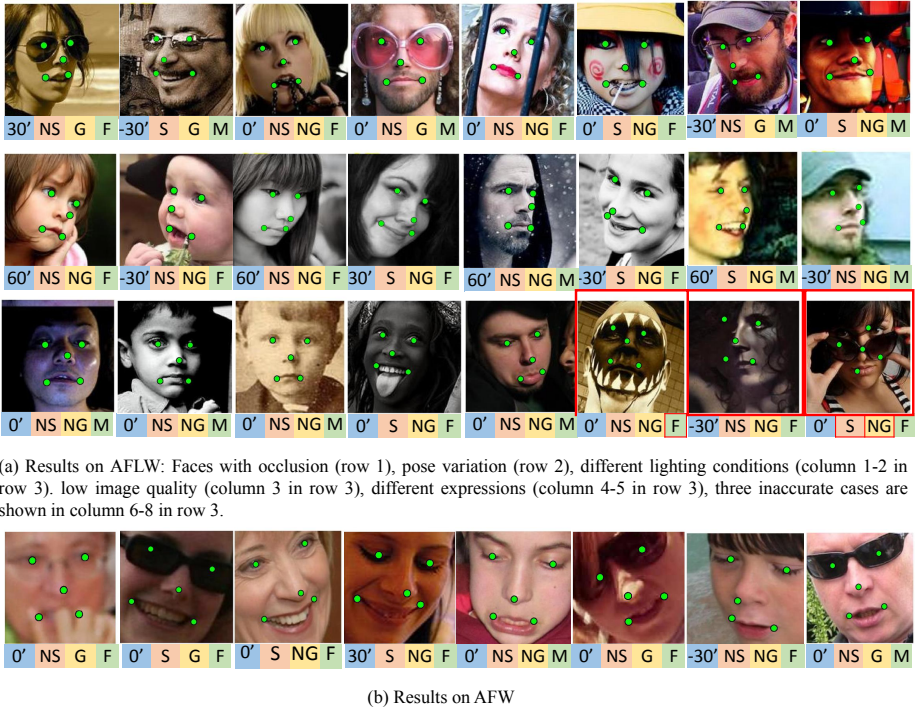 30’ NS G F -30’ S G M 0’ NS NG F 0’ NS G M 0’ NS NG F 0’ S NG F -30’ NS G M 0’ S NG M
60’ NS NG F -30’ NS NG F 60’ NS NG F 30’ S NG F 60’ NS NG M -30’ S NG F 60’ S NG M -30’ NS NG M
0’ NS NG M 0’ NS NG M 0’ NS NG M 0’ S NG F 0’ NS NG M 0’ NS NG F -30’ NS NG F 0’ S NG F
(a) Results on AFLW: Faces with occlusion (row 1), pose variation (row 2), different lighting conditions (column 1-2 in
row 3). low image quality (column 3 in row 3), different expressions (column 4-5 in row 3), three inaccurate cases are
shown in column 6-8 in row 3.
0’ NS G F 0’ S G F 0’ S NG F 30’ S NG F 0’ NS NG M 0’ NS G F -30’ NS NG F 0’ NS G M
(b) Results on AFW